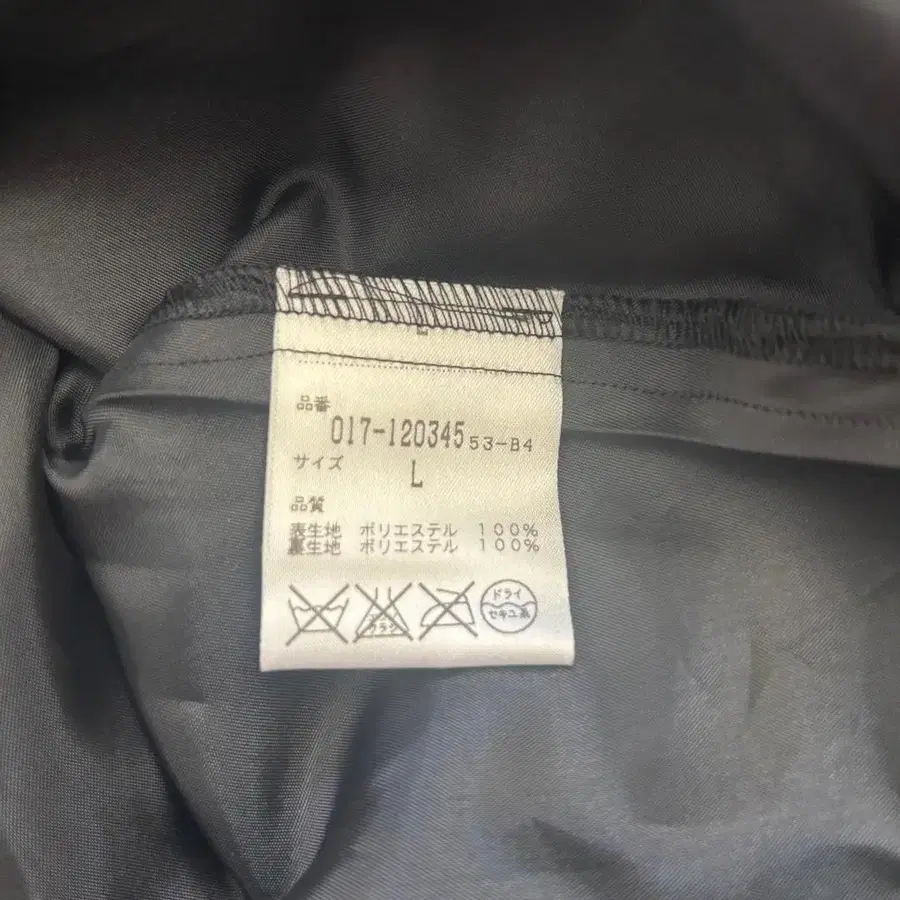 品番
017-120345 53-B4
サイズ
L
品質
表生地 ポリエステル 100%
裏生地 ポリエステル 100%
ドライ
セキユ系